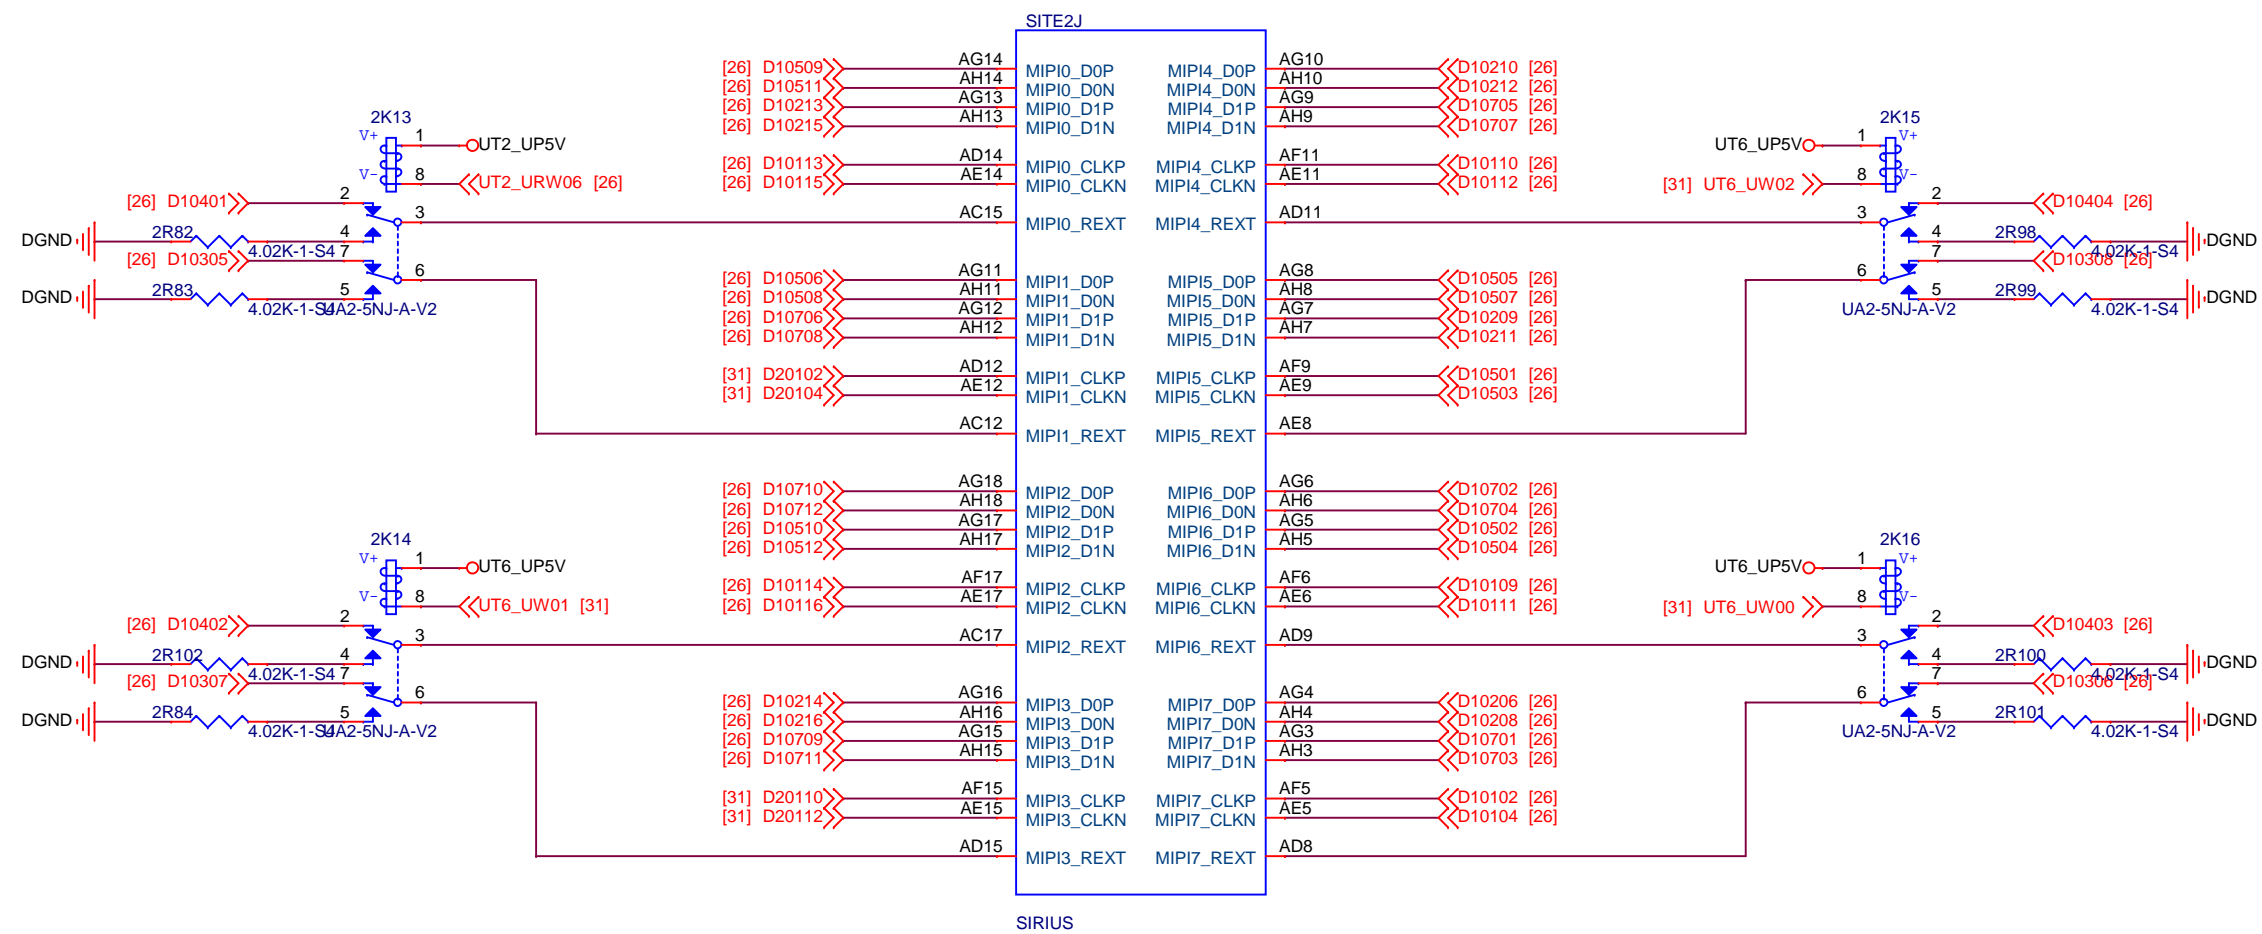 SITE2J
[26] D10509 AG14 MIPI0_D0P MIPI4_D0P AG10 D10210 [26]
[26] D10511 AH14 MIPI0_D0N MIPI4_D0N AH10 D10212 [26]
[26] D10213 AG13 MIPI0_D1P MIPI4_D1P AG9 D10705 [26]
[26] D10215 AH13 MIPI0_D1N MIPI4_D1N AH9 D10707 [26]
2K13 2K15
V+ 1 UT2_UP5V UT6_UP5V 1 V+
[26] D10113 AD14 MIPI0_CLKP MIPI4_CLKP AF11 D10110 [26]
V- 8 UT2_URW06 [26] [26] D10115 AE14 MIPI0_CLKN MIPI4_CLKN AE11 D10112 [26] [31] UT6_UW02 8 V-
[26] D10401 2 2 D10404 [26]
3 AC15 MIPI0_REXT MIPI4_REXT AD11 3
DGND 2R82 4.02K-1-S4 4 4 2R98 4.02K-1-S4 DGND
[26] D10305 7 7 D10308 [26]
6 [26] D10506 AG11 MIPI1_D0P MIPI5_D0P AG8 D10505 [26] 6
DGND 2R83 4.02K-1-S4 5 [26] D10508 AH11 MIPI1_D0N MIPI5_D0N AH8 D10507 [26] 5 2R99 4.02K-1-S4 DGND
UA2-5NJ-A-V2 [26] D10706 AG12 MIPI1_D1P MIPI5_D1P AG7 D10209 [26] UA2-5NJ-A-V2
[26] D10708 AH12 MIPI1_D1N MIPI5_D1N AH7 D10211 [26]
[31] D20102 AD12 MIPI1_CLKP MIPI5_CLKP AF9 D10501 [26]
[31] D20104 AE12 MIPI1_CLKN MIPI5_CLKN AE9 D10503 [26]
AC12 MIPI1_REXT MIPI5_REXT AE8
[26] D10710 AG18 MIPI2_D0P MIPI6_D0P AG6 D10702 [26]
[26] D10712 AH18 MIPI2_D0N MIPI6_D0N AH6 D10704 [26]
[26] D10510 AG17 MIPI2_D1P MIPI6_D1P AG5 D10502 [26]
2K14 2K16
[26] D10512 AH17 MIPI2_D1N MIPI6_D1N AH5 D10504 [26]
V+ 1 UT6_UP5V UT6_UP5V 1 V+
[26] D10114 AF17 MIPI2_CLKP MIPI6_CLKP AF6 D10109 [26]
V- 8 UT6_UW01 [31] [26] D10116 AE17 MIPI2_CLKN MIPI6_CLKN AE6 D10111 [26] [31] UT6_UW00 8 V-
[26] D10402 2 2 D10403 [26]
3 AC17 MIPI2_REXT MIPI6_REXT AD9 3
DGND 2R102 4.02K-1-S4 4 4 2R100 4.02K-1-S4 DGND
[26] D10307 7 7 D10306 [26]
6 [26] D10214 AG16 MIPI3_D0P MIPI7_D0P AG4 D10206 [26] 6
DGND 2R84 4.02K-1-S4 5 [26] D10216 AH16 MIPI3_D0N MIPI7_D0N AH4 D10208 [26] 5 2R101 4.02K-1-S4 DGND
UA2-5NJ-A-V2 [26] D10709 AG15 MIPI3_D1P MIPI7_D1P AG3 D10701 [26] UA2-5NJ-A-V2
[26] D10711 AH15 MIPI3_D1N MIPI7_D1N AH3 D10703 [26]
[31] D20110 AF15 MIPI3_CLKP MIPI7_CLKP AF5 D10102 [26]
[31] D20112 AE15 MIPI3_CLKN MIPI7_CLKN AE5 D10104 [26]
AD15 MIPI3_REXT MIPI7_REXT AD8
SIRIUS